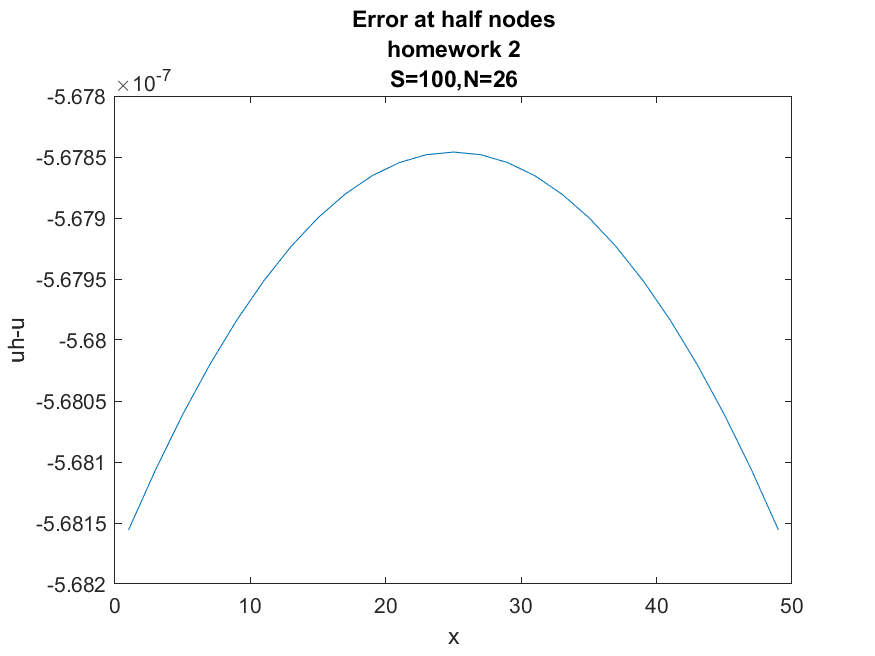 Error at half nodes
homework 2
S=100,N=26
×10-7
-5.678
-5.6785
-5.679
-5.6795
-5.68
-5.6805
-5.681
-5.6815
-5.682
uh-u
0 10 20 30 40 50
x